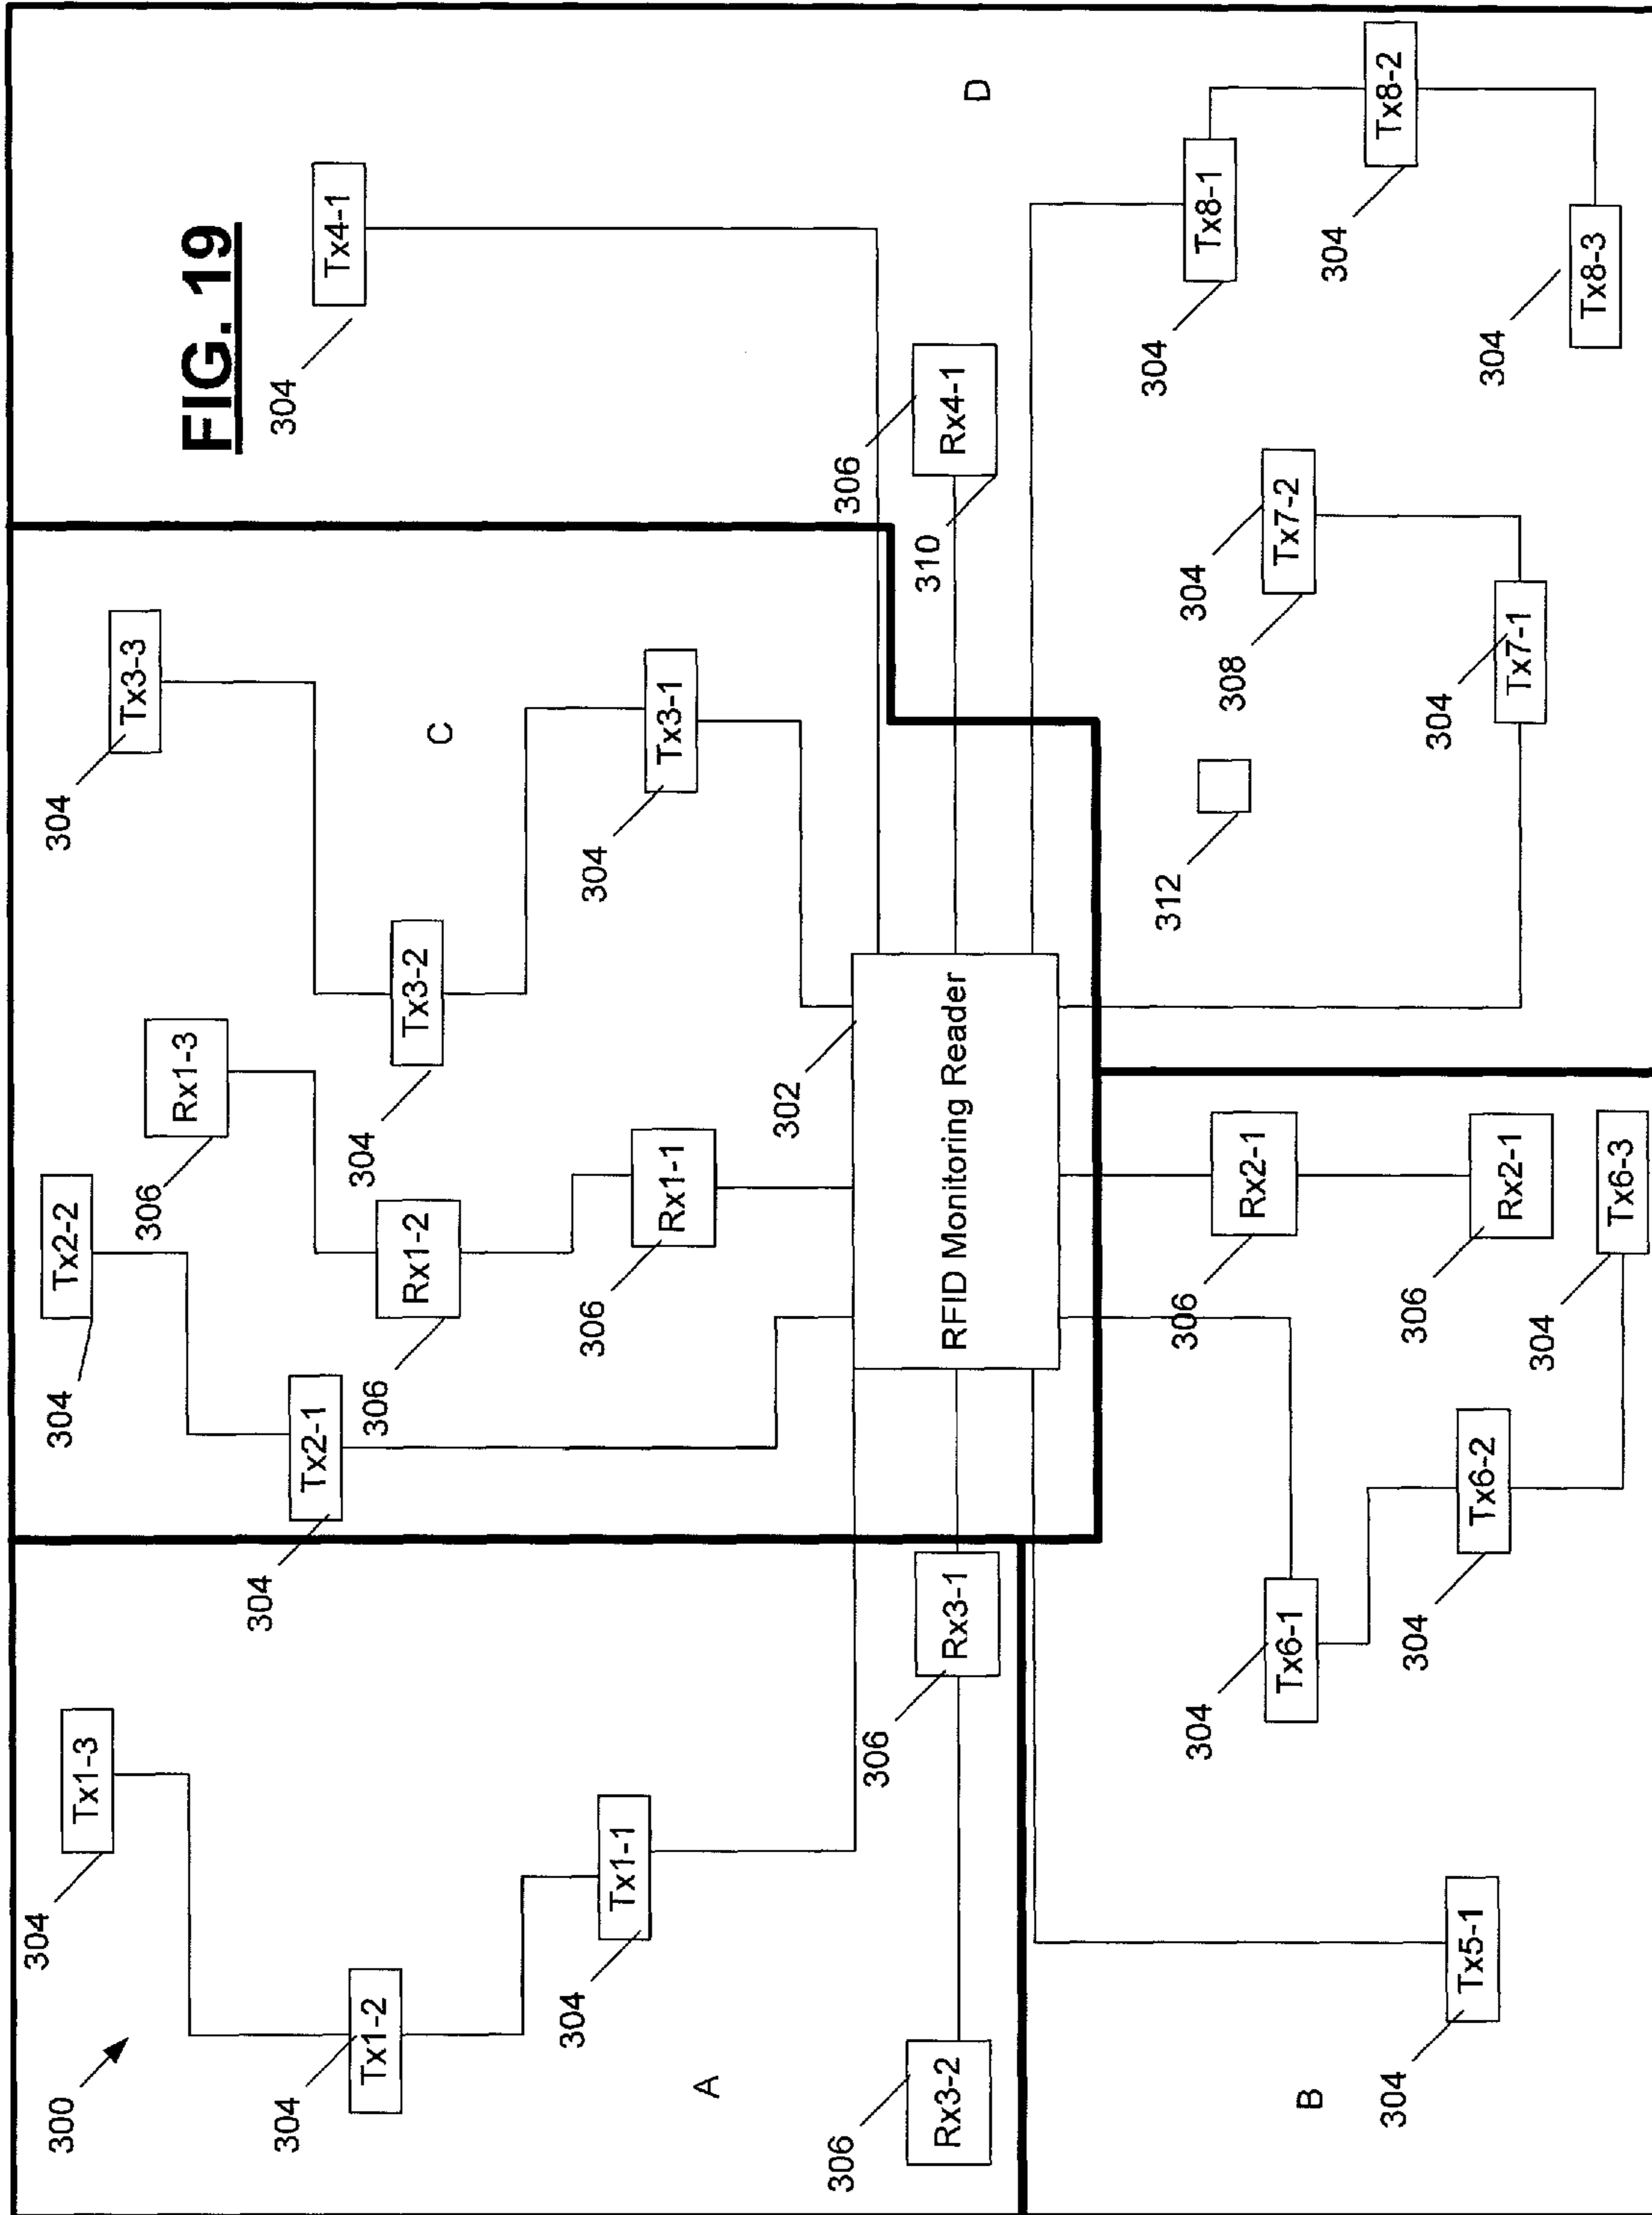 FIG. 19
300
304
Tx1-3
304
Tx1-2
304
Tx1-1
A
306
Rx3-2
306
Rx3-1
304
Tx2-2
304
Tx2-1
306
Rx1-3
306
Rx1-2
306
Rx1-1
304
Tx3-3
304
Tx3-2
C
304
Tx3-1
302
RFID Monitoring Reader
304
Tx4-1
306
Rx4-1
310
D
B
304
Tx5-1
304
Tx6-1
304
Tx6-2
304
Tx6-3
306
Rx2-1
306
Rx2-1
312
304
308
Tx7-2
304
Tx7-1
304
Tx8-1
304
Tx8-2
304
Tx8-3